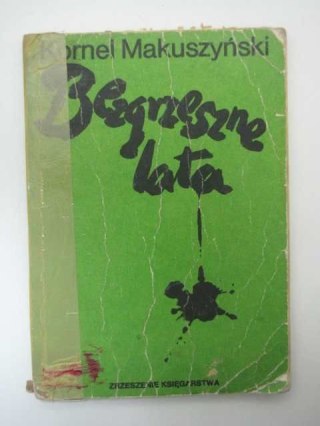 Kornel Makuszyński
Bezgrzeszne
lata
ZRZESZENIE KSIĘGARSTWA